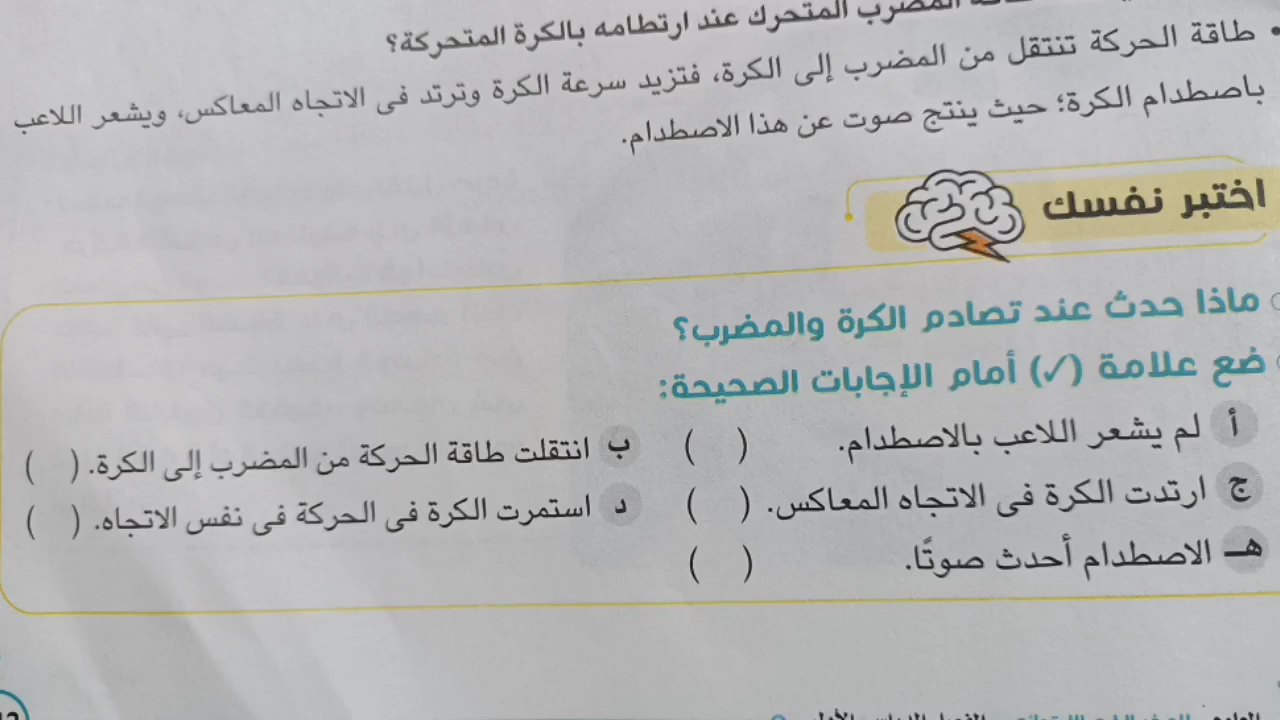 المضرب المتحرك عند ارتطامه بالكرة المتحركة؟
• طاقة الحركة تنتقل من المضرب إلى الكرة، فتزيد سرعة الكرة وترتد فى الاتجاه المعاكس، ويشعر اللاعب
باصطدام الكرة؛ حيث ينتج صوت عن هذا الاصطدام.
اختبر نفسك
ماذا حدث عند تصادم الكرة والمضرب؟
ضع علامة (✓) أمام الإجابات الصحيحة:
أ لم يشعر اللاعب بالاصطدام. ( ) ب انتقلت طاقة الحركة من المضرب إلى الكرة. ( )
ج ارتدت الكرة فى الاتجاه المعاكس. ( ) د استمرت الكرة فى الحركة فى نفس الاتجاه. ( )
هـ الاصطدام أحدث صوتًا. ( )